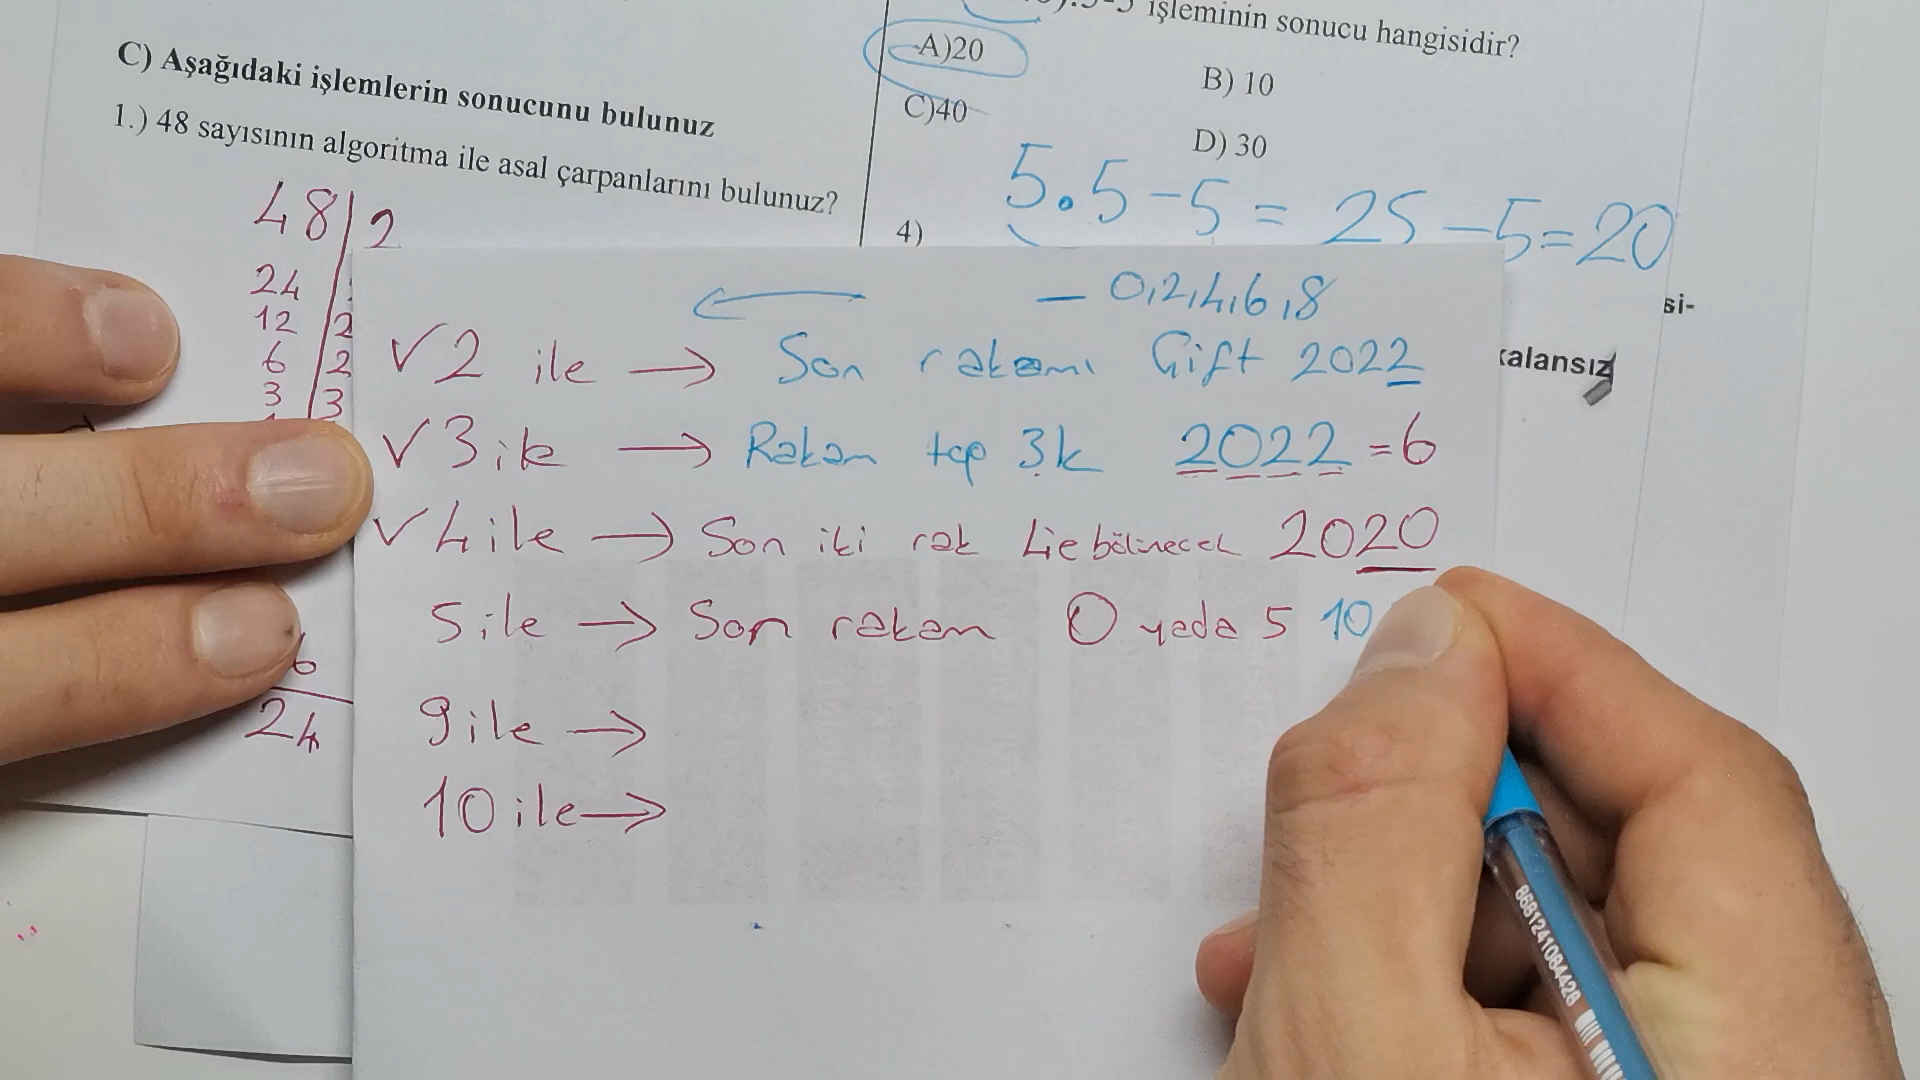 işleminin sonucu hangisidir?
A)20
B) 10
C)40
D) 30
5.5-5=25-5=20
4)
si-
kalansız
C) Aşağıdaki işlemlerin sonucunu bulunuz
1.) 48 sayısının algoritma ile asal çarpanlarını bulunuz?
48|2
24
12|2
6|2
3|3
6
24
← – 0,2,4,6,8
√2 ile → Son rakamı Çift 2022
√3 ile → Rakam top 3k 2022=6
√4 ile → Son iki rak 4ie bölünecek 2020
5 ile → Son rakam 0 yada 5 10
9 ile →
10 ile →
8681241084428